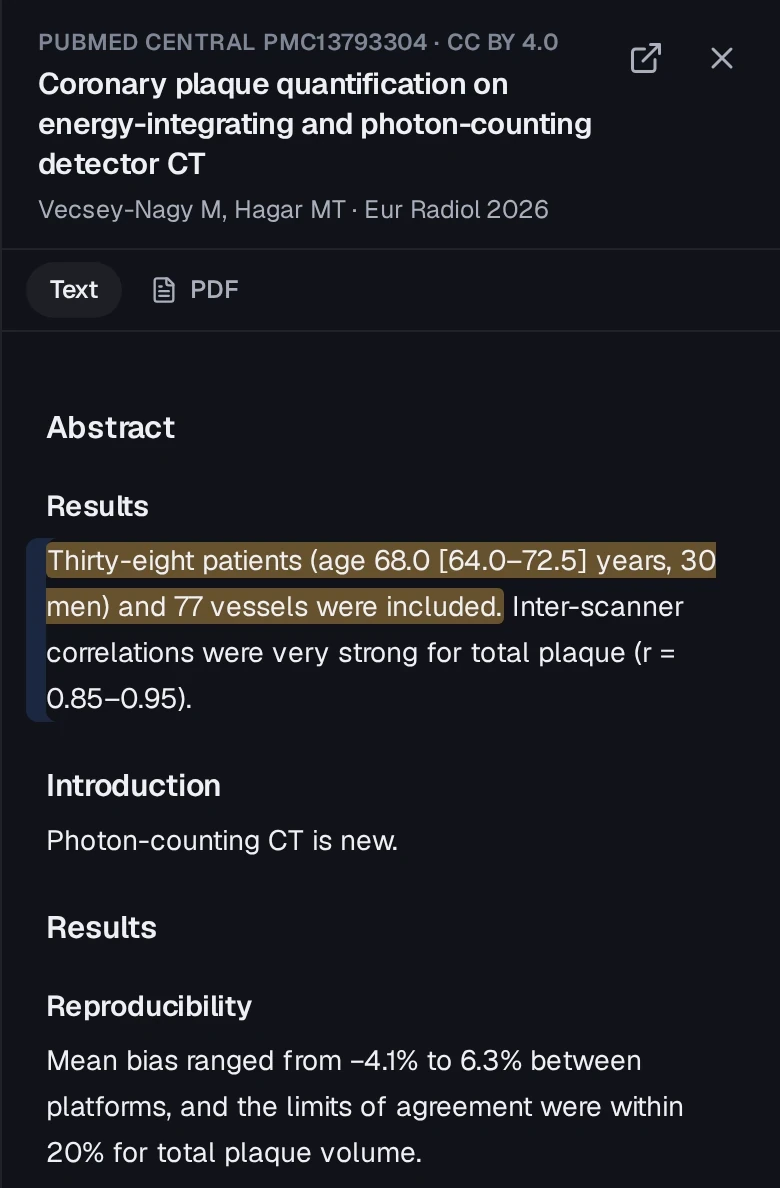 PUBMED CENTRAL PMC13793304 · CC BY 4.0
Coronary plaque quantification on
energy-integrating and photon-counting
detector CT
Vecsey-Nagy M, Hagar MT · Eur Radiol 2026
Text
PDF
Abstract
Results
Thirty-eight patients (age 68.0 [64.0–72.5] years, 30
men) and 77 vessels were included. Inter-scanner
correlations were very strong for total plaque (r =
0.85–0.95).
Introduction
Photon-counting CT is new.
Results
Reproducibility
Mean bias ranged from −4.1% to 6.3% between
platforms, and the limits of agreement were within
20% for total plaque volume.